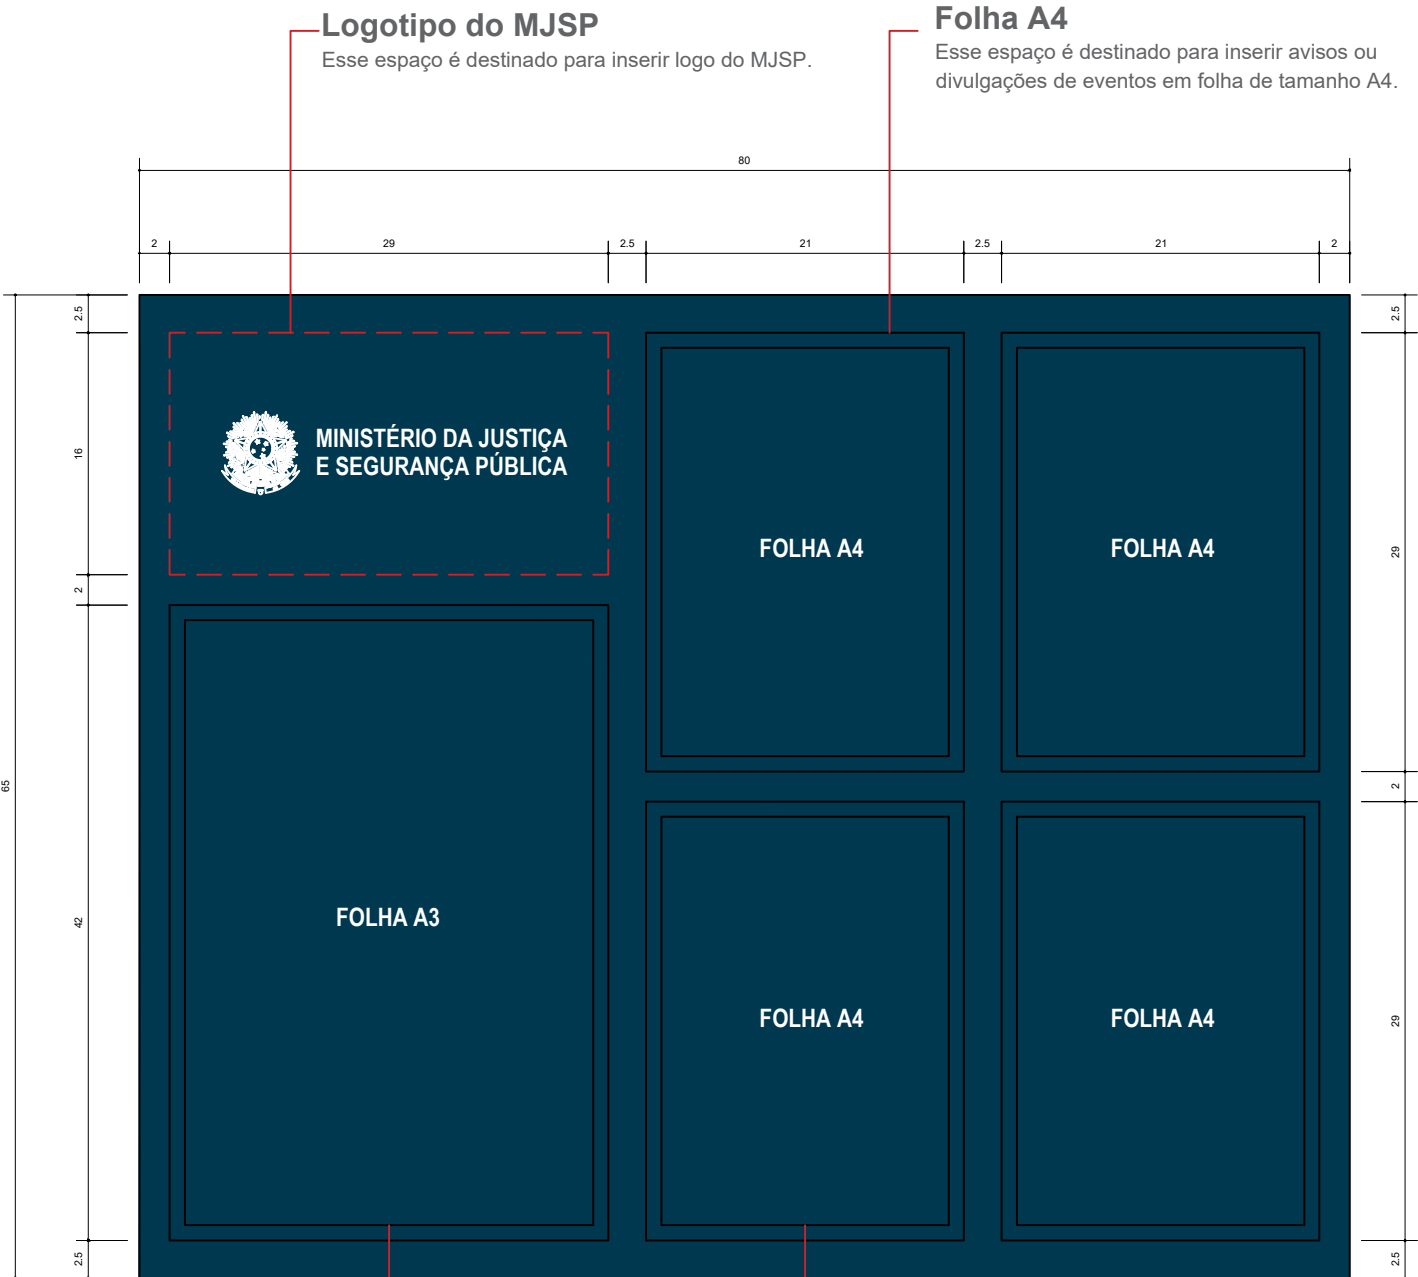 Logotipo do MJSP
Esse espaço é destinado para inserir logo do MJSP.
Folha A4
Esse espaço é destinado para inserir avisos ou
divulgações de eventos em folha de tamanho A4.
80
2
29
2.5
21
2.5
21
2
2.5
16
2
42
2.5
65
MINISTÉRIO DA JUSTIÇA
E SEGURANÇA PÚBLICA
FOLHA A4
FOLHA A4
FOLHA A3
FOLHA A4
FOLHA A4
2.5
29
2
29
2.5